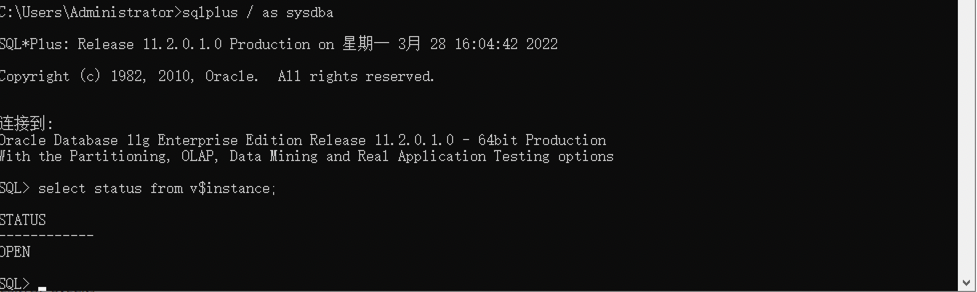 C:\Users\Administrator>sqlplus / as sysdba
SQL*Plus: Release 11.2.0.1.0 Production on 星期一 3月 28 16:04:42 2022
Copyright (c) 1982, 2010, Oracle.  All rights reserved.
连接到:
Oracle Database 11g Enterprise Edition Release 11.2.0.1.0 - 64bit Production
With the Partitioning, OLAP, Data Mining and Real Application Testing options
SQL> select status from v$instance;
STATUS
------------
OPEN
SQL>